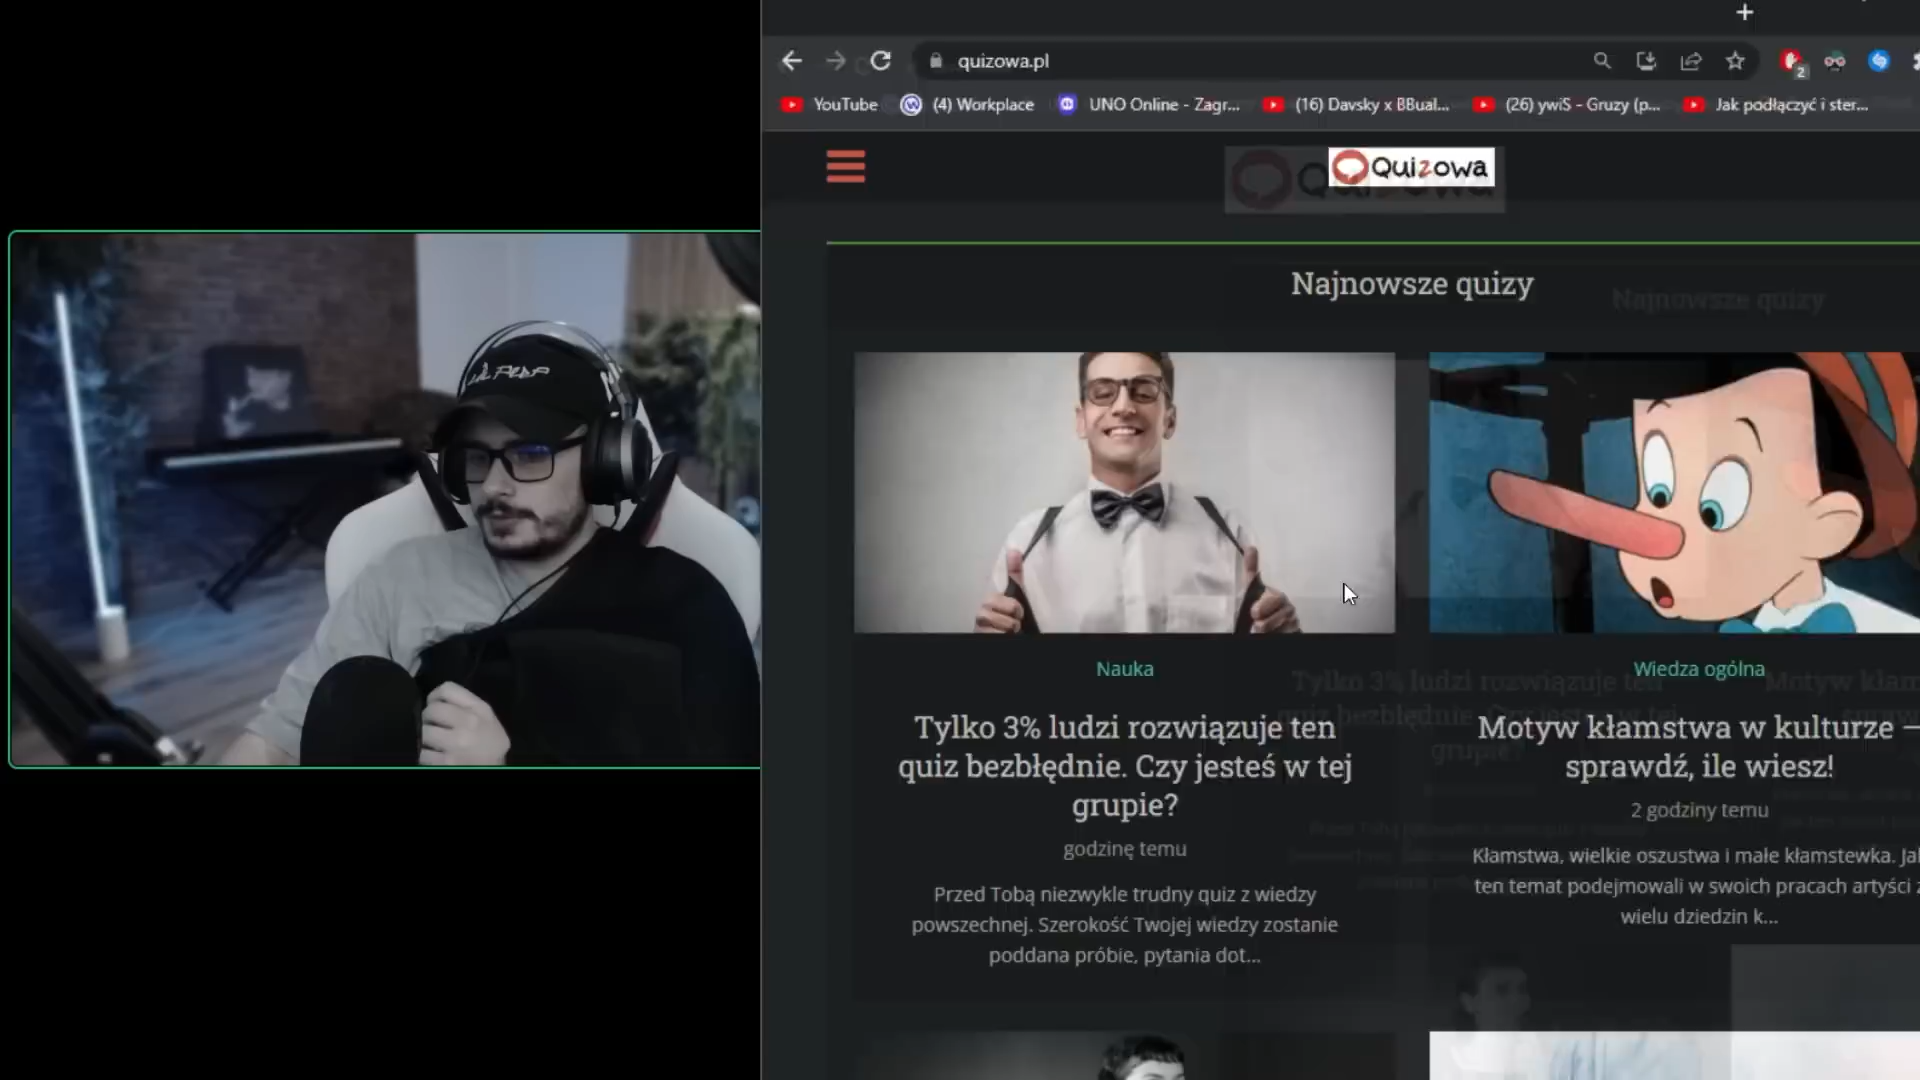 quizowa.pl
2
YouTube
(4) Workplace
UNO Online - Zagr...
(16) Davsky x BBual...
(26) ywiS - Gruzy (p...
Jak podłączyć i ster...
Quizowa
Najnowsze quizy
Nauka
Tylko 3% ludzi rozwiązuje ten
quiz bezbłędnie. Czy jesteś w tej
grupie?
godzinę temu
Przed Tobą niezwykle trudny quiz z wiedzy
powszechnej. Szerokość Twojej wiedzy zostanie
poddana próbie, pytania dot...
Wiedza ogólna
Motyw kłamstwa w kulturze –
sprawdź, ile wiesz!
2 godziny temu
Kłamstwa, wielkie oszustwa i małe kłamstewka.
ten temat podejmowali w swoich pracach artyści z
wielu dziedzin k...